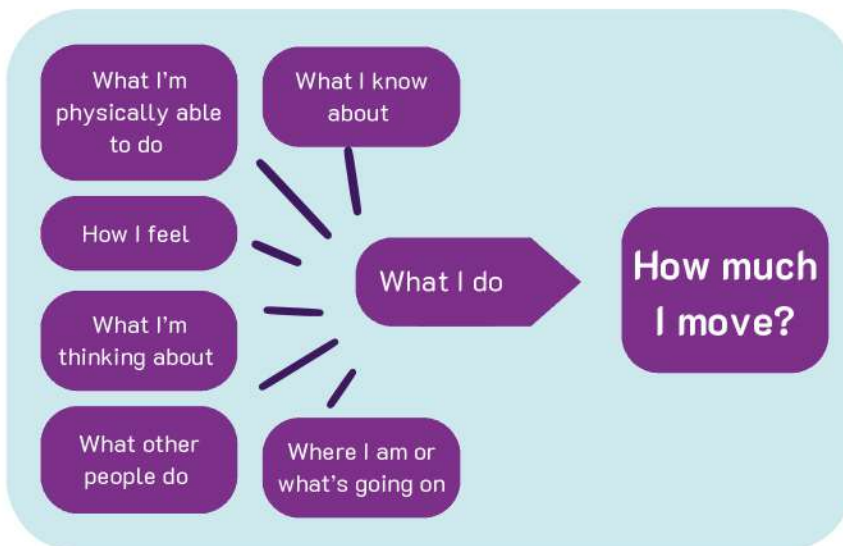 What I'm
physically able
to do
What I know
about
How I feel
What I'm
thinking about
What other
people do
Where I am or
what's going on
What I do
How much
I move?